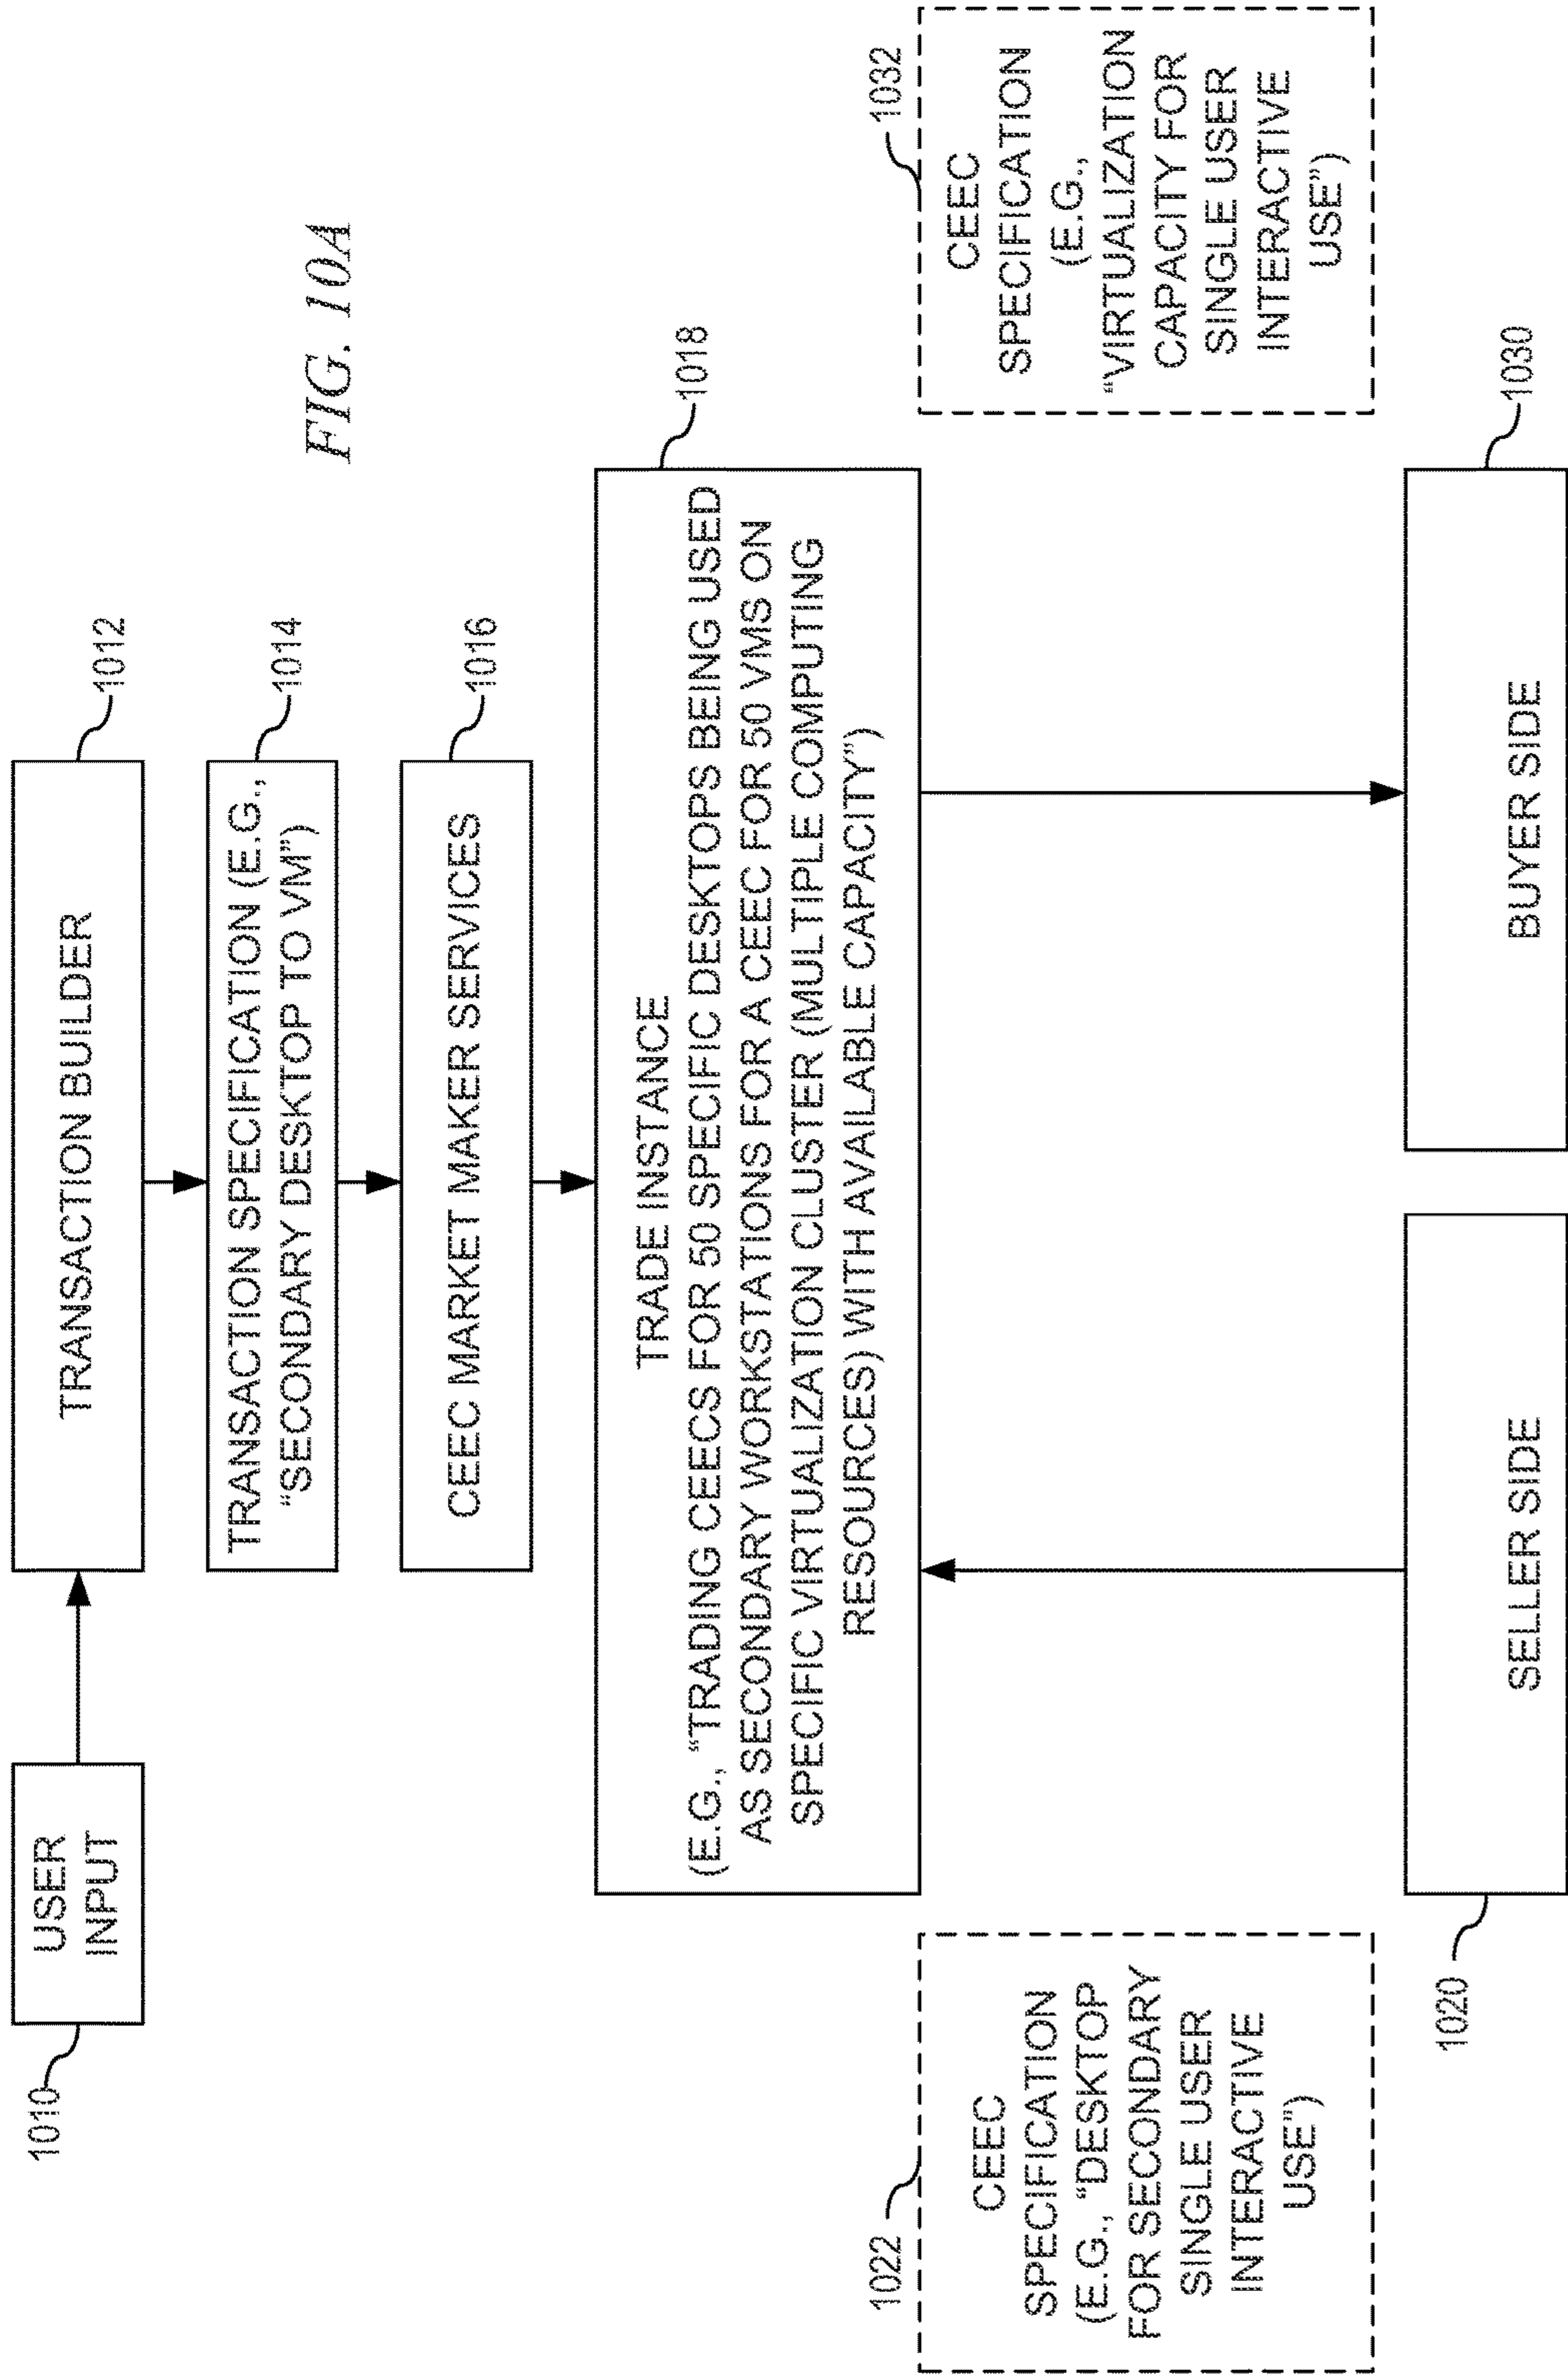 1010
USER
INPUT
TRANSACTION BUILDER
1012
TRANSACTION SPECIFICATION (E.G.,
“SECONDARY DESKTOP TO VM”)
1014
CEEC MARKET MAKER SERVICES
1016
FIG. 10A
TRADE INSTANCE
(E.G., “TRADING CEECS FOR 50 SPECIFIC DESKTOPS BEING USED
AS SECONDARY WORKSTATIONS FOR A CEEC FOR 50 VMS ON
SPECIFIC VIRTUALIZATION CLUSTER (MULTIPLE COMPUTING
RESOURCES) WITH AVAILABLE CAPACITY”)
1018
1022
CEEC
SPECIFICATION
(E.G., “DESKTOP
FOR SECONDARY
SINGLE USER
INTERACTIVE
USE”)
1032
CEEC
SPECIFICATION
(E.G.,
“VIRTUALIZATION
CAPACITY FOR
SINGLE USER
INTERACTIVE
USE”)
1020
SELLER SIDE
BUYER SIDE
1030